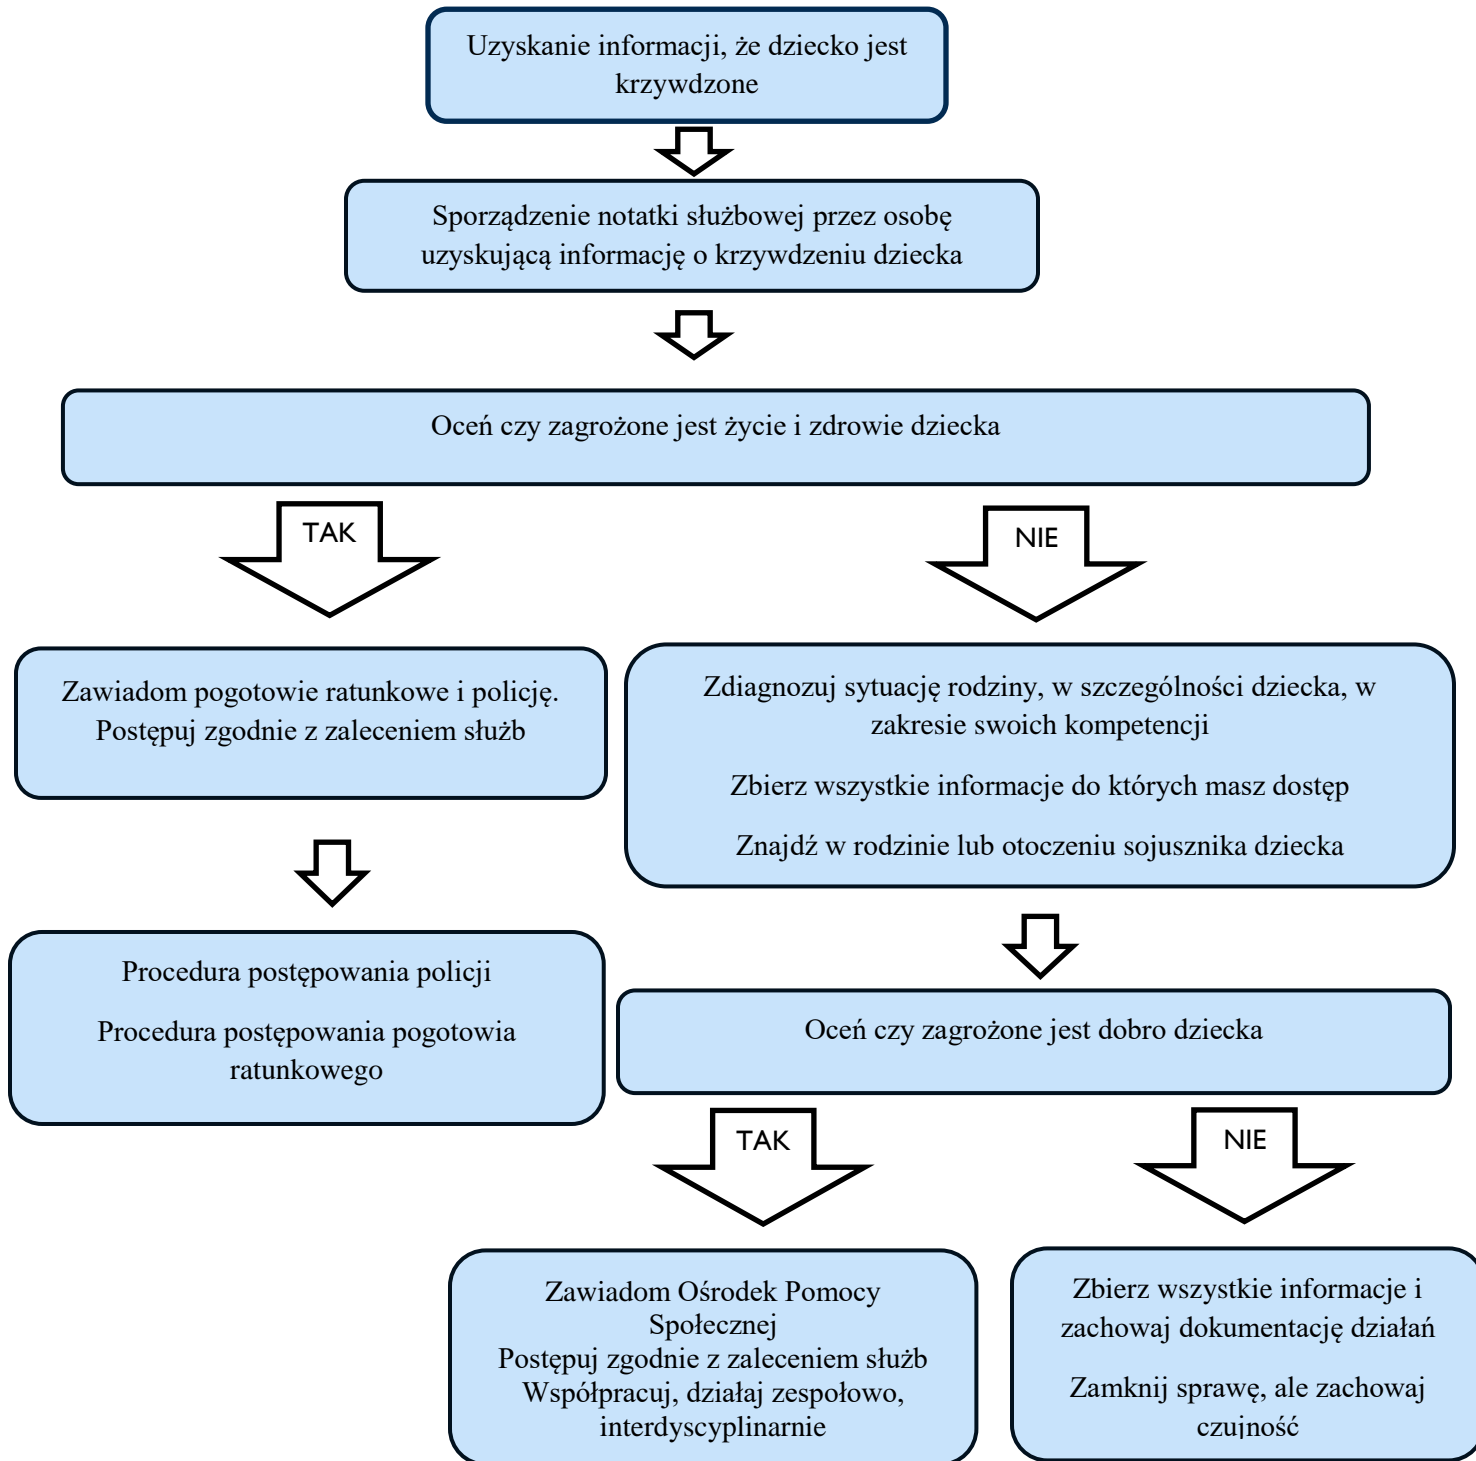 Uzyskanie informacji, że dziecko jest
krzywdzone
Sporządzenie notatki służbowej przez osobę
uzyskującą informację o krzywdzeniu dziecka
Oceń czy zagrożone jest życie i zdrowie dziecka
TAK
NIE
Zawiadom pogotowie ratunkowe i policję.
Postępuj zgodnie z zaleceniem służb
Zdiagnozuj sytuację rodziny, w szczególności dziecka, w
zakresie swoich kompetencji
Zbierz wszystkie informacje do których masz dostęp
Znajdź w rodzinie lub otoczeniu sojusznika dziecka
Procedura postępowania policji
Procedura postępowania pogotowia
ratunkowego
Oceń czy zagrożone jest dobro dziecka
TAK
NIE
Zawiadom Ośrodek Pomocy
Społecznej
Postępuj zgodnie z zaleceniem służb
Współpracuj, działaj zespołowo,
interdyscyplinarnie
Zbierz wszystkie informacje i
zachowaj dokumentację działań
Zamknij sprawę, ale zachowaj
czujność